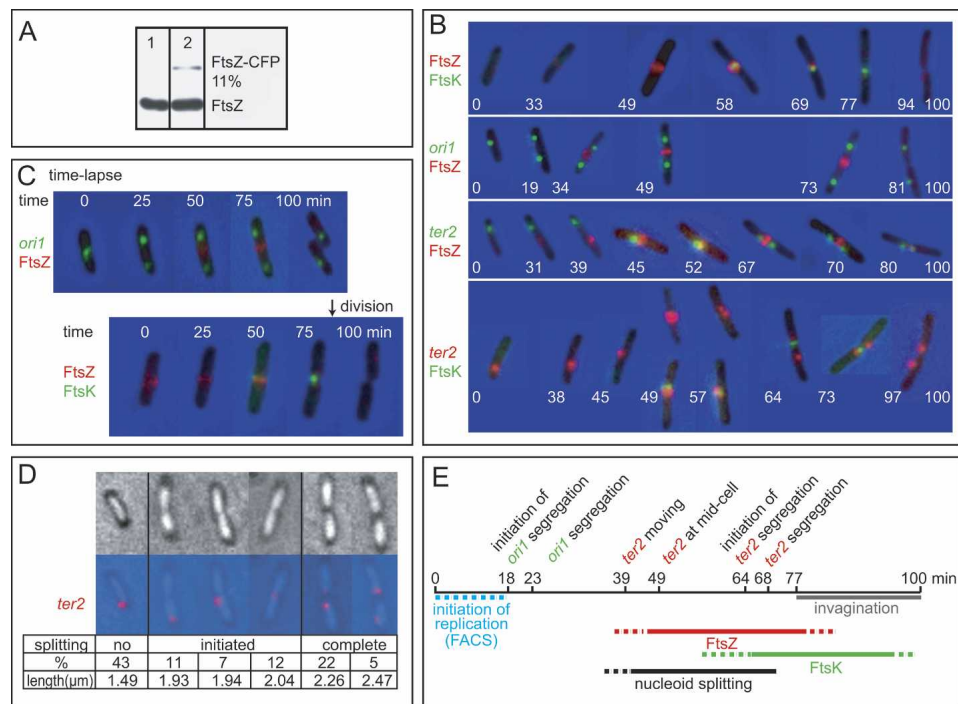 A
1 2
FtsZ-CFP
11%
FtsZ
B
FtsZ
FtsK
0 33 49 58 69 77 94 100
ori1
FtsZ
0 19 34 49 73 81 100
ter2
FtsZ
0 31 39 45 52 67 70 80 100
ter2
FtsK
0 38 45 49 57 64 73 97 100
C time-lapse
time 0 25 50 75 100 min
ori1
FtsZ
division
time 0 25 50 75 100 min
FtsZ
FtsK
D
ter2
splitting no initiated complete
% 43 11 7 12 22 5
length(μm) 1.49 1.93 1.94 2.04 2.26 2.47
E
initiation of
ori1 segregation
ori1 segregation
ter2 moving
ter2 at mid-cell
initiation of
ter2 segregation
ter2 segregation
0 18 23 39 49 64 68 77 100 min
initiation of
replication
(FACS)
invagination
FtsZ
FtsK
nucleoid splitting